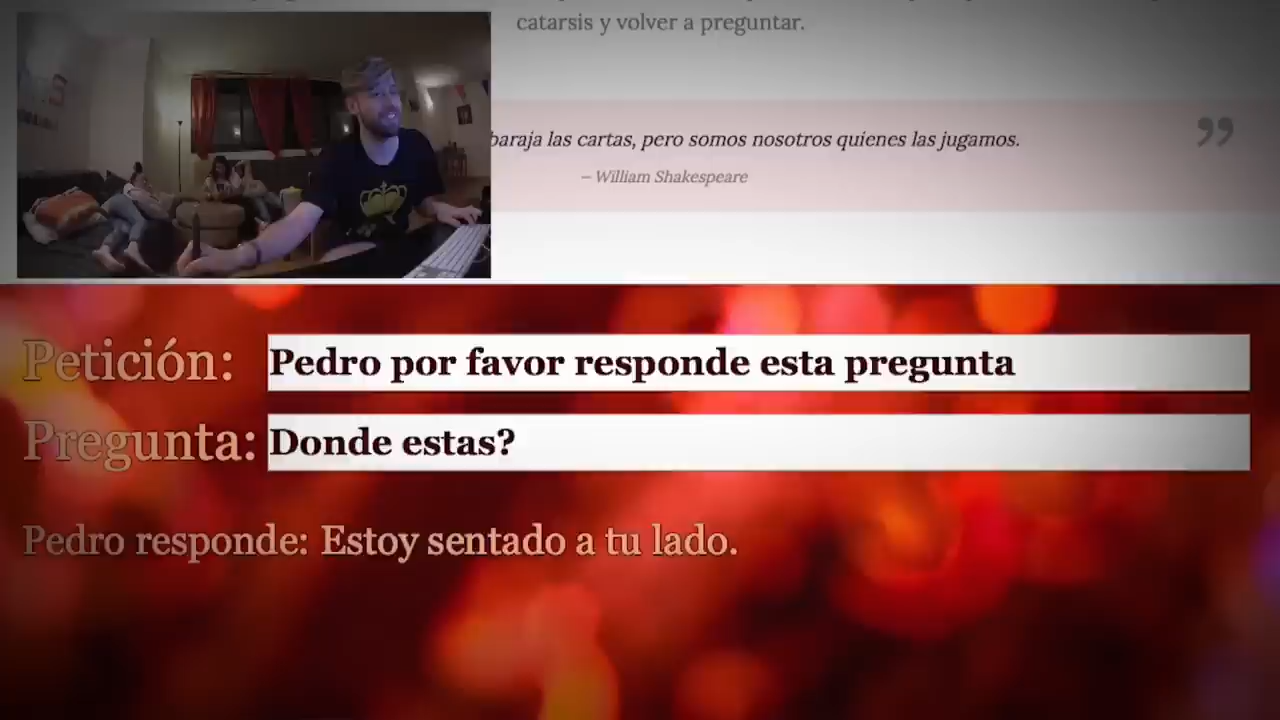 catarsis y volver a preguntar.
baraja las cartas, pero somos nosotros quienes las jugamos.
– William Shakespeare
”
Petición: Pedro por favor responde esta pregunta
Pregunta: Donde estas?
Pedro responde: Estoy sentado a tu lado.